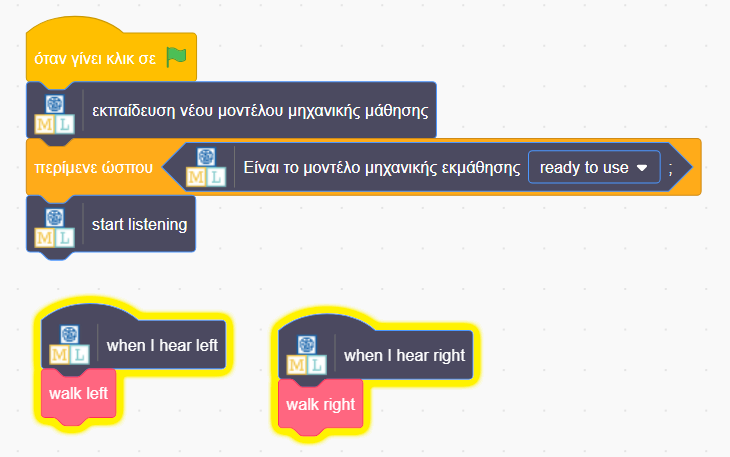 όταν γίνει κλικ σε
ML εκπαίδευση νέου μοντέλου μηχανικής μάθησης
περίμενε ώσπου ML Είναι το μοντέλο μηχανικής εκμάθησης ready to use ;
ML start listening
ML when I hear left
walk left
ML when I hear right
walk right